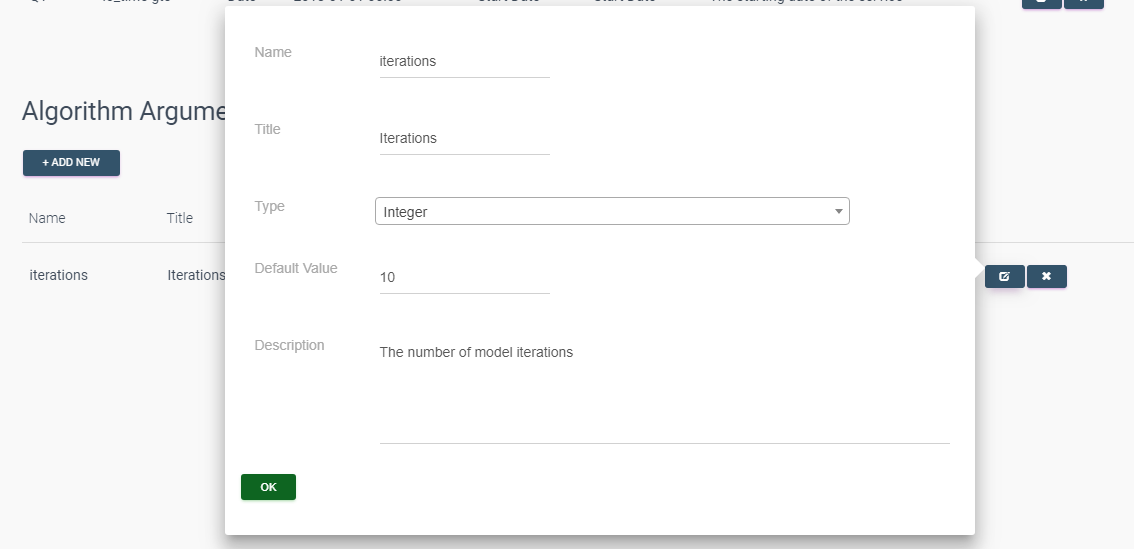 Name
iterations
Algorithm Argume
Title
Iterations
+ ADD NEW
Type
Integer
Name Title
Default Value
10
iterations Iterations
Description
The number of model iterations
OK